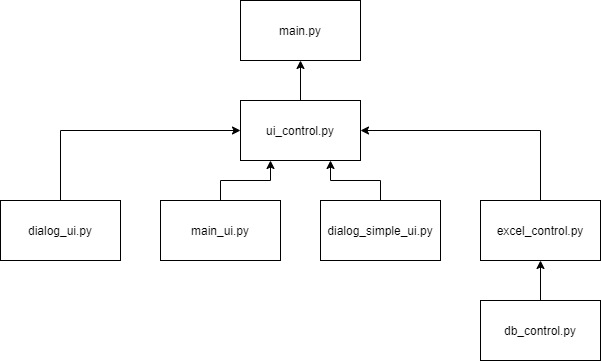 main.py
ui_control.py
dialog_ui.py
main_ui.py
dialog_simple_ui.py
excel_control.py
db_control.py